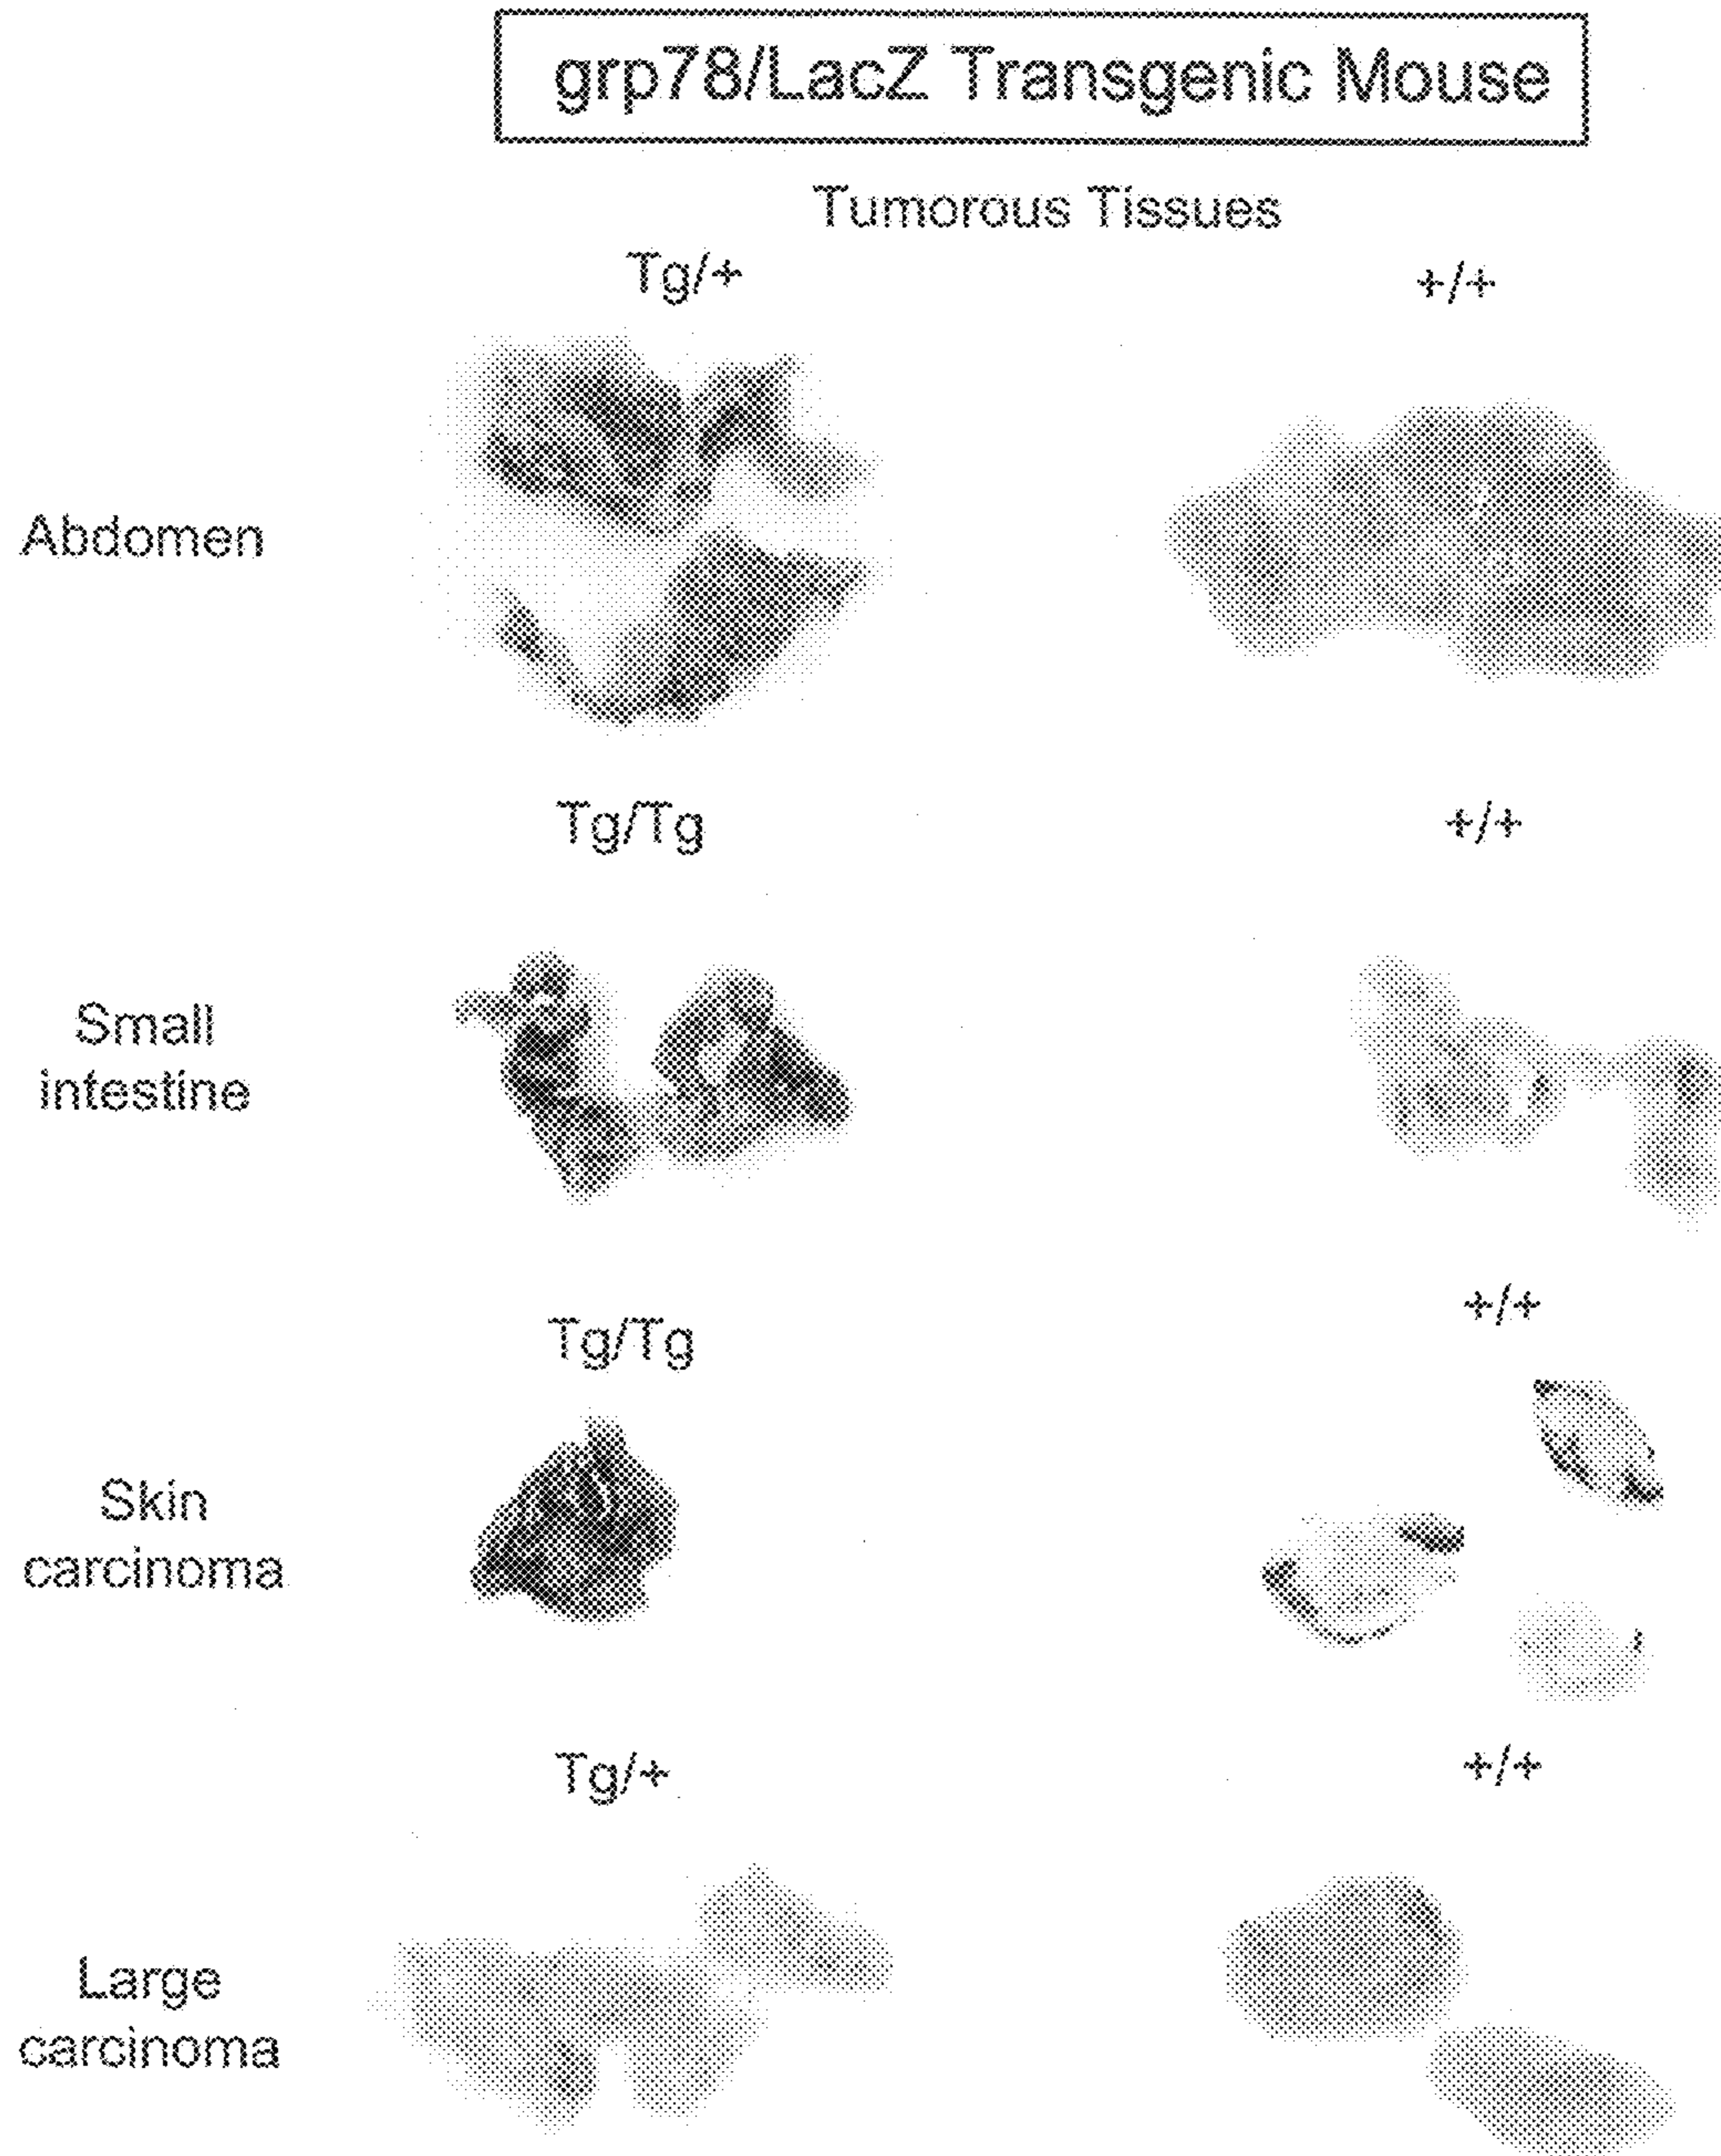 grp78/LacZ Transgenic Mouse
Tumorous Tissues
Tg/+ +/+
Abdomen
Tg/Tg +/+
Small
intestine
Tg/Tg +/+
Skin
carcinoma
Tg/+ +/+
Large
carcinoma